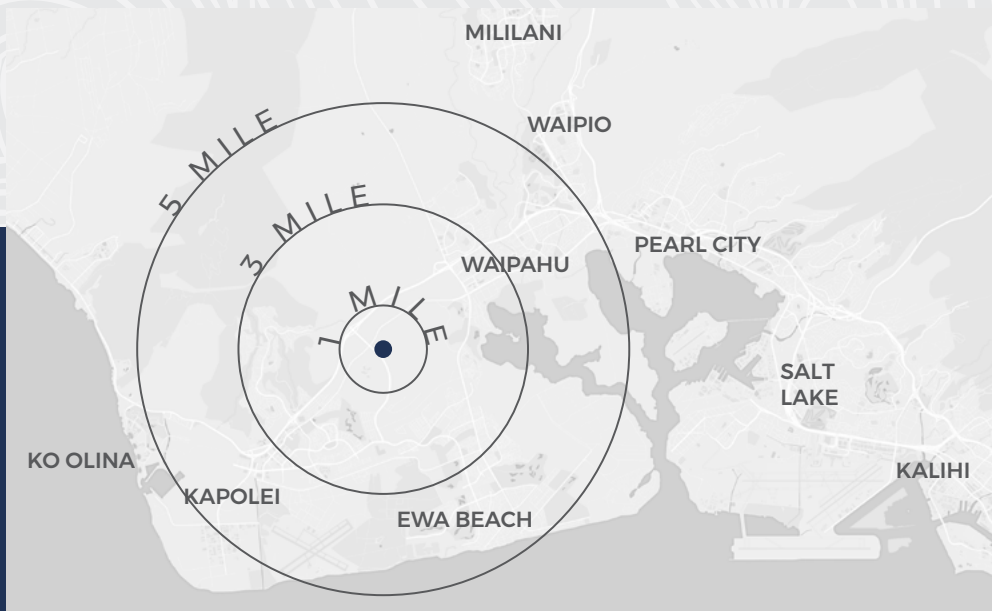 MILILANI
WAIPIO
5 MILE
3 MILE
PEARL CITY
WAIPAHU
1 MILE
SALT
LAKE
KO OLINA
KALIHI
KAPOLEI
EWA BEACH